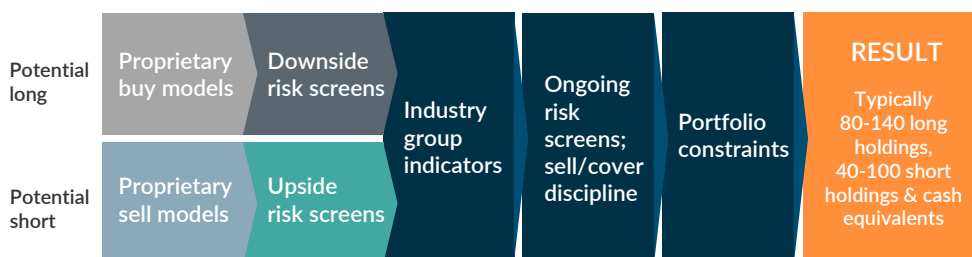 Potential
long
Proprietary
buy models
Downside
risk screens
Potential
short
Proprietary
sell models
Upside
risk screens
Industry
group
indicators
Ongoing
risk
screens;
sell/cover
discipline
Portfolio
constraints
RESULT
Typically
80-140 long
holdings,
40-100 short
holdings & cash
equivalents